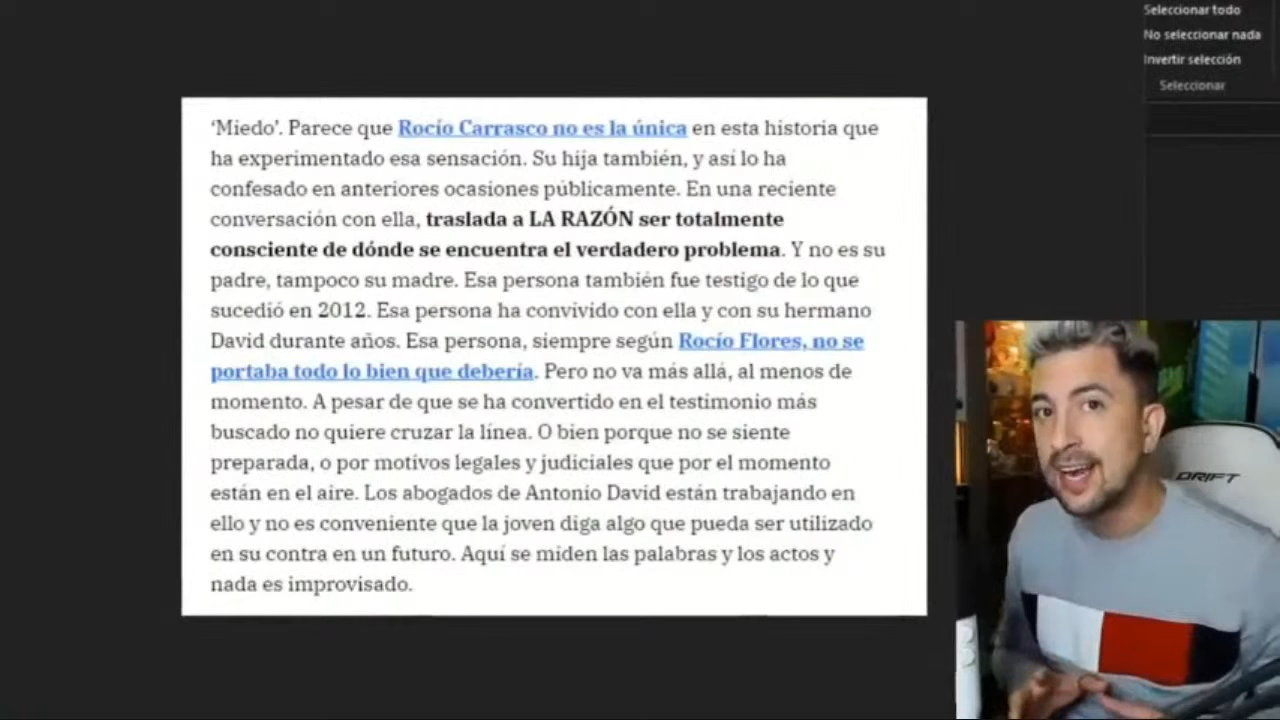 Seleccionar todo
No seleccionar nada
Invertir selección
Seleccionar
‘Miedo’. Parece que Rocío Carrasco no es la única en esta historia que
ha experimentado esa sensación. Su hija también, y así lo ha
confesado en anteriores ocasiones públicamente. En una reciente
conversación con ella, traslada a LA RAZÓN ser totalmente
consciente de dónde se encuentra el verdadero problema. Y no es su
padre, tampoco su madre. Esa persona también fue testigo de lo que
sucedió en 2012. Esa persona ha convivido con ella y con su hermano
David durante años. Esa persona, siempre según Rocío Flores, no se
portaba todo lo bien que debería. Pero no va más allá, al menos de
momento. A pesar de que se ha convertido en el testimonio más
buscado no quiere cruzar la línea. O bien porque no se siente
preparada, o por motivos legales y judiciales que por el momento
están en el aire. Los abogados de Antonio David están trabajando en
ello y no es conveniente que la joven diga algo que pueda ser utilizado
en su contra en un futuro. Aquí se miden las palabras y los actos y
nada es improvisado.
DRIFT